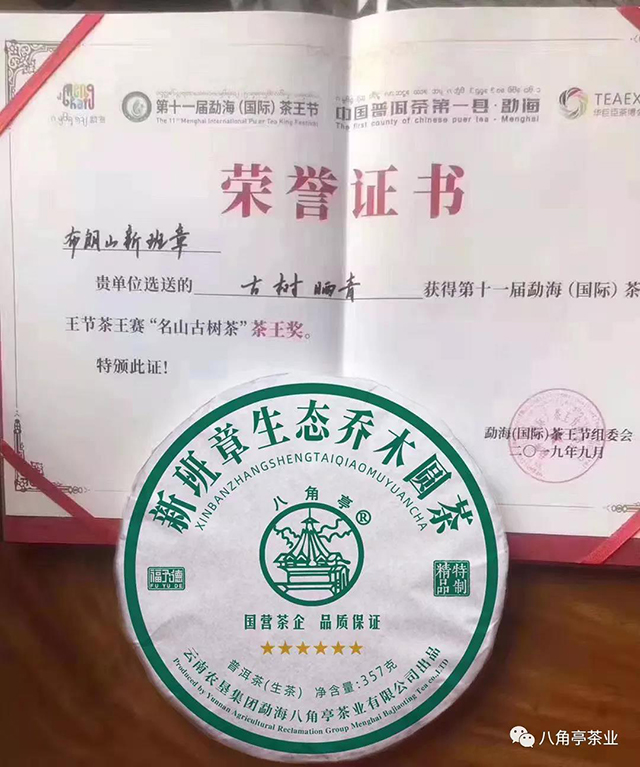 第十一届勐海（国际）茶王节
The 11th Menghai International Pu'er Tea King Festival
中国普洱茶第一县·勐海
The first county of chinese puer tea - Menghai
TEAEX
华巨臣茶博会
荣誉证书
布朗山新班章
贵单位选送的 古树晒青 获得第十一届勐海（国际）茶
王节茶王赛“名山古树茶”茶王奖。
特颁此证！
勐海(国际)茶王节组委会
二〇一九年九月
新班章生态乔木圆茶
XINBANZHANGSHENGTAIQIAOMUYUANCHA
八角亭®
福予德
FU YU DE
特制
精品
国营茶企 品质保证
普洱茶(生茶) 净含量:357克
云南农垦集团勐海八角亭茶业有限公司出品
Produced by Yunnan Agricultural Reclamation Group Menghai Bajiaoting Tea co,lTD
八角亭茶业